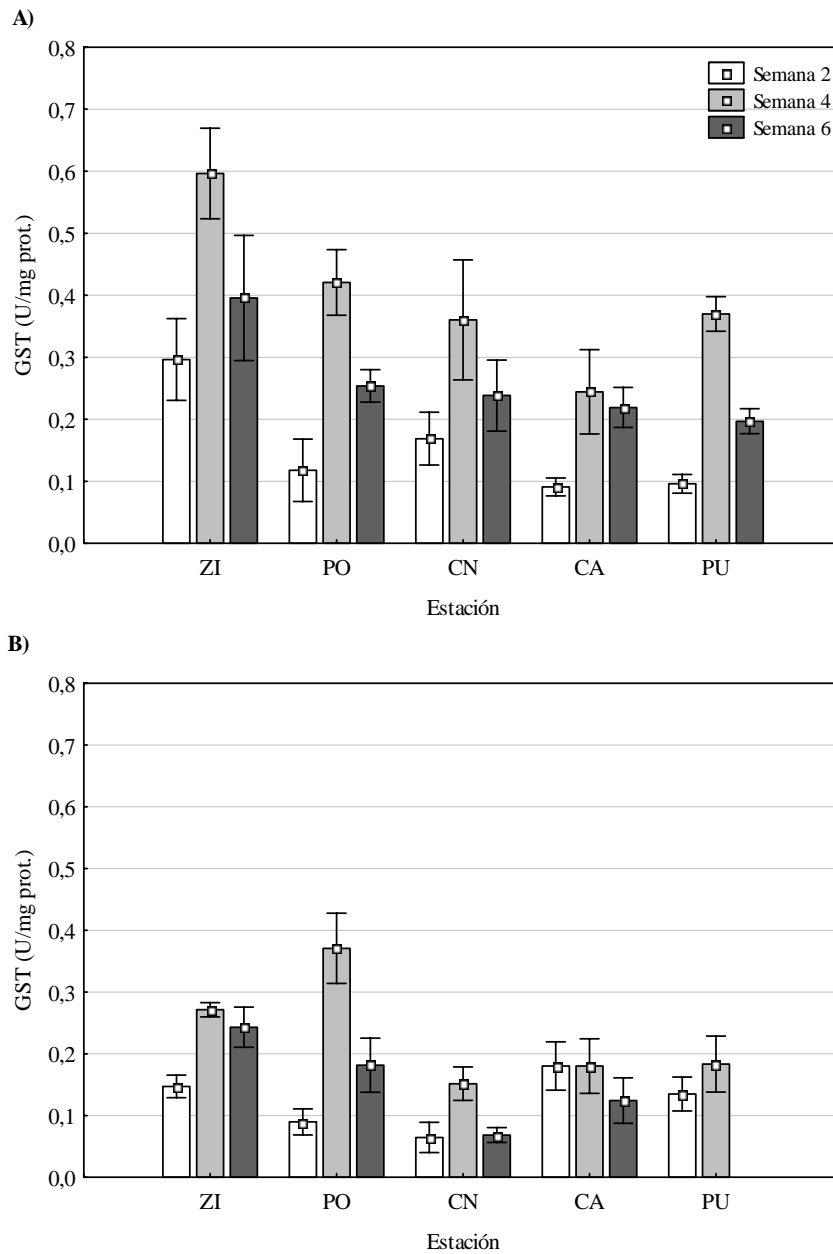 A)
0,8
0,7
0,6
0,5
0,4
0,3
0,2
0,1
0,0
GST (U/mg prot.)
Semana 2
Semana 4
Semana 6
ZI PO CN CA PU
Estación
B)
0,8
0,7
0,6
0,5
0,4
0,3
0,2
0,1
0,0
GST (U/mg prot.)
ZI PO CN CA PU
Estación